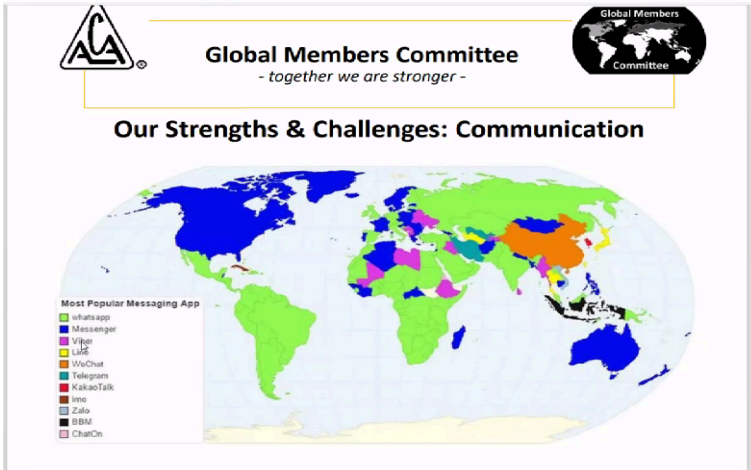 ACA
®
Global Members
Committee
Global Members Committee
- together we are stronger -
Our Strengths & Challenges: Communication
Most Popular Messaging App
whatsapp
Messenger
Viber
Line
WeChat
Telegram
KakaoTalk
imo
Zalo
BBM
ChatOn